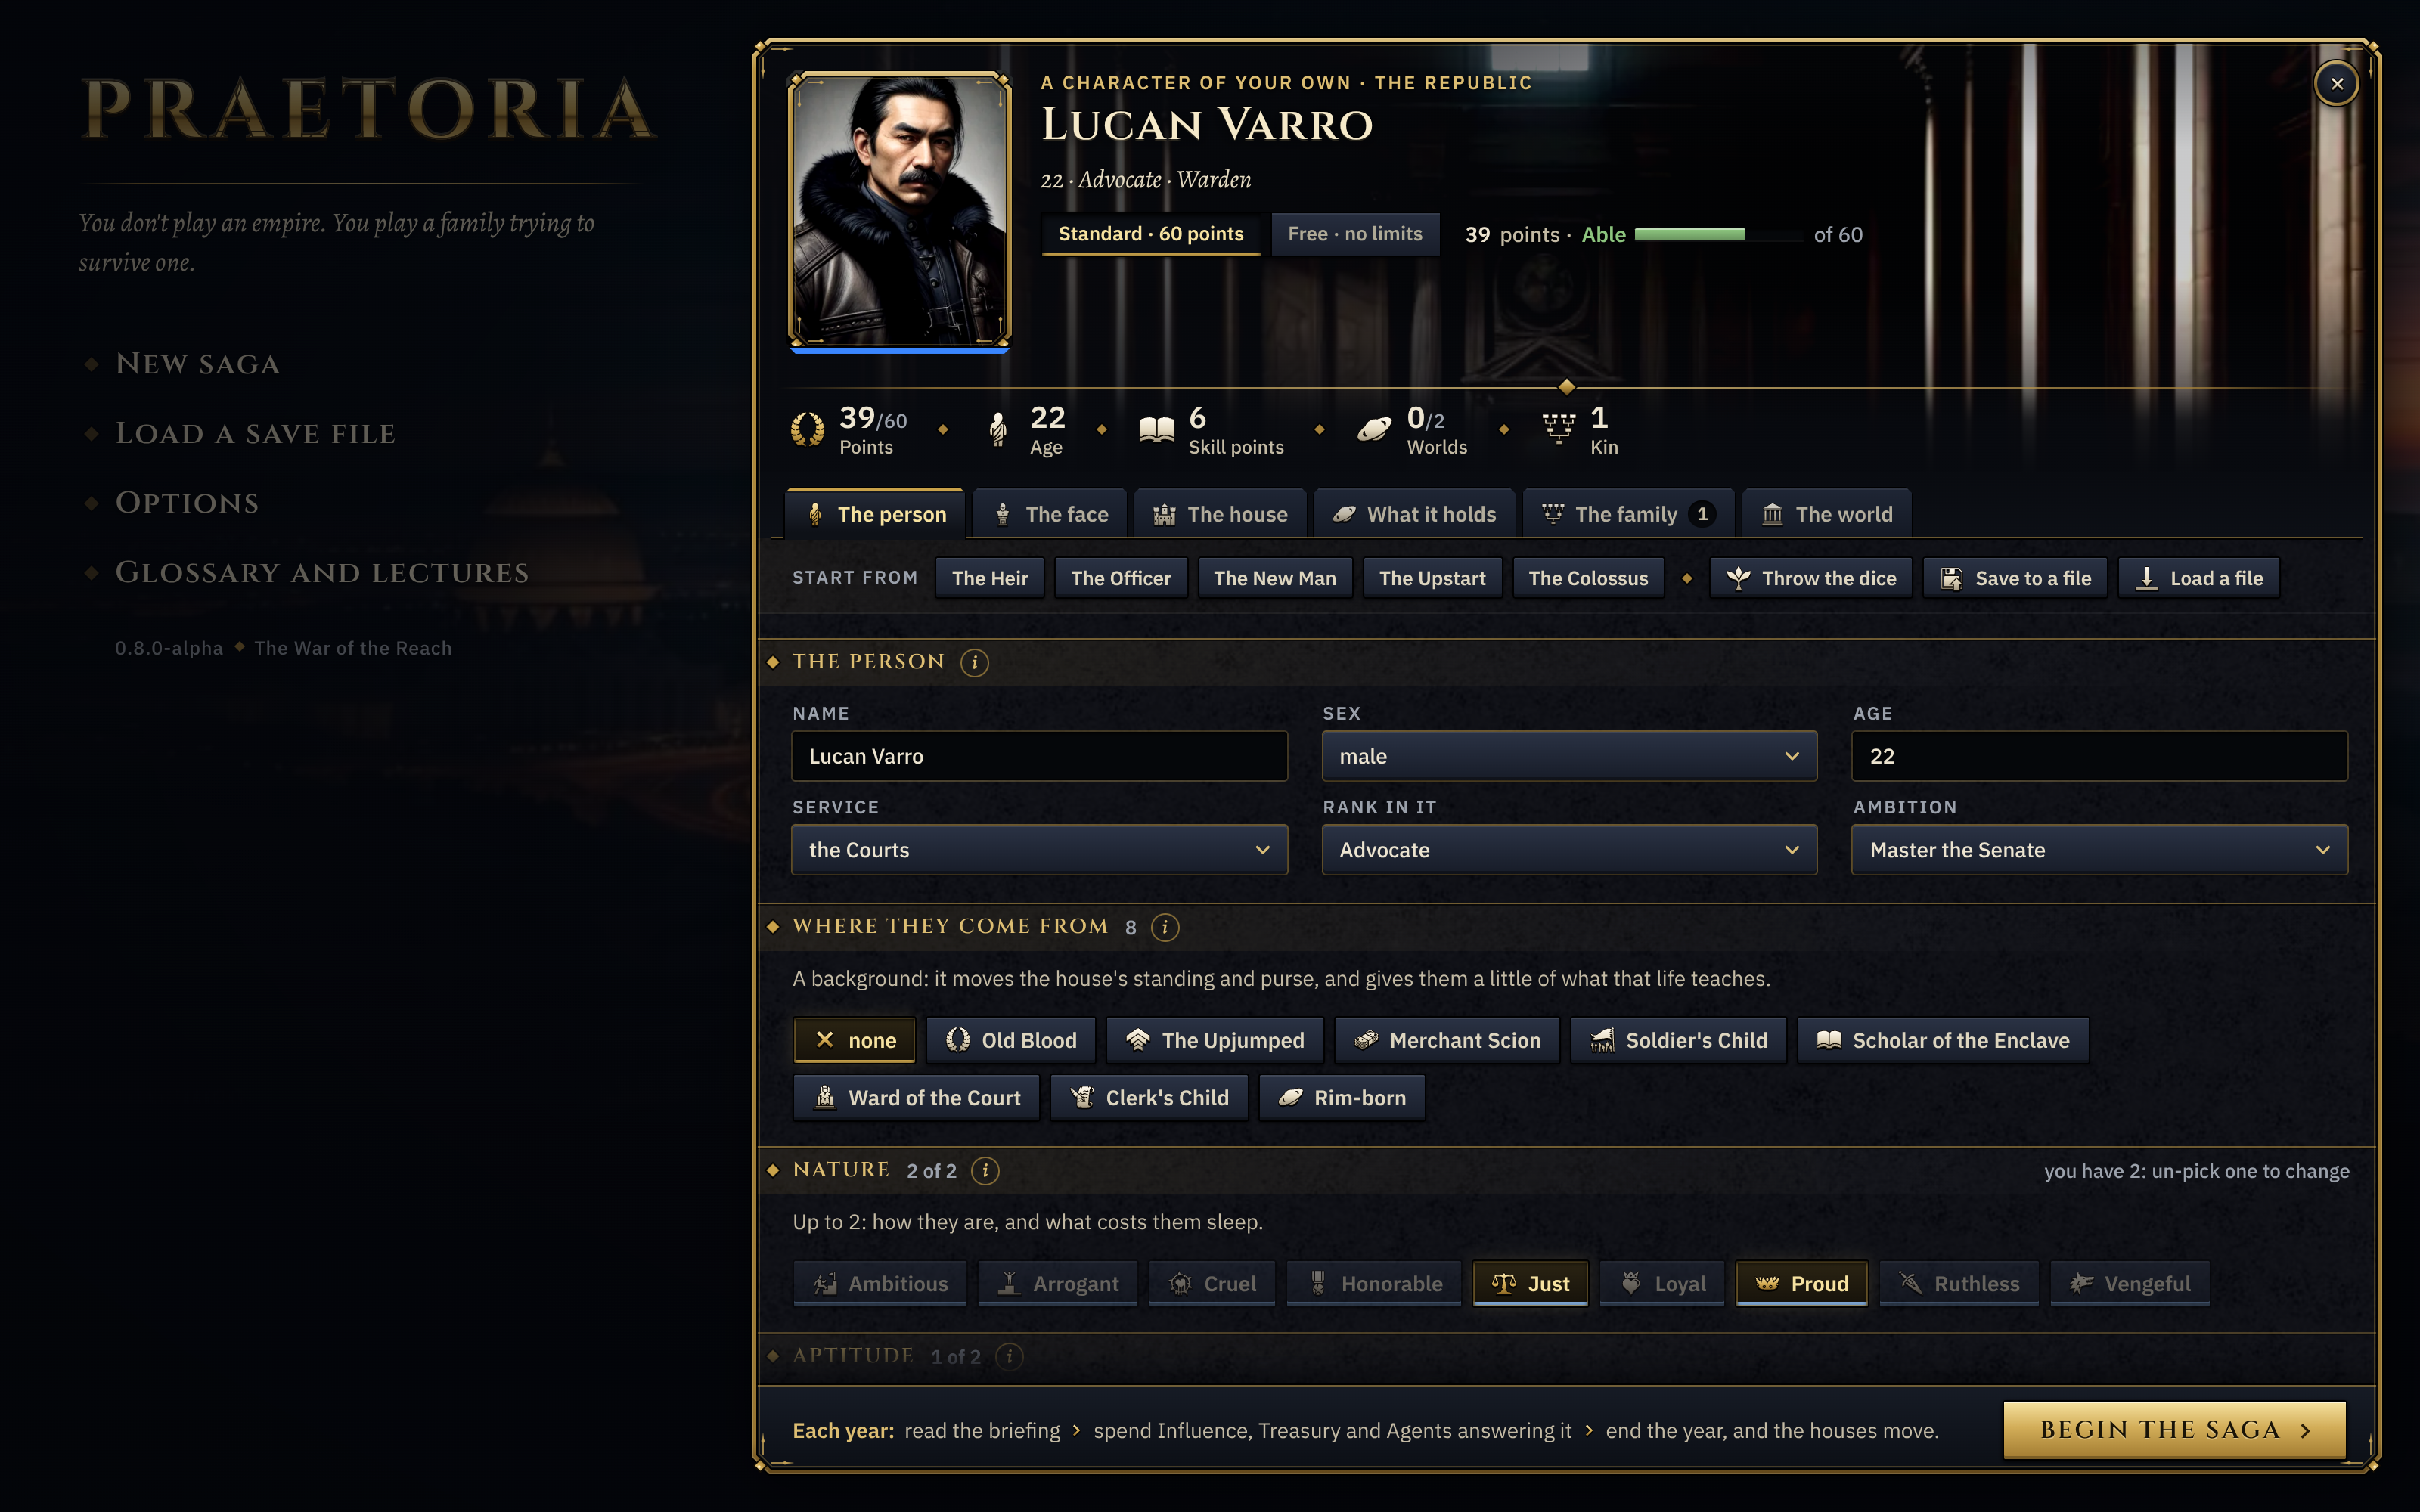 PRAETORIA
You don't play an empire. You play a family trying to
survive one.
New saga
Load a save file
Options
Glossary and lectures
0.8.0-alpha ◆ The War of the Reach
A CHARACTER OF YOUR OWN · THE REPUBLIC
Lucan Varro
22 · Advocate · Warden
Standard · 60 points Free · no limits 39 points · Able of 60
39/60 22 6 0/2 1
Points Age Skill points Worlds Kin
The person The face The house What it holds The family 1 The world
START FROM The Heir The Officer The New Man The Upstart The Colossus Throw the dice Save to a file Load a file
THE PERSON i
NAME SEX AGE
Lucan Varro male 22
SERVICE RANK IN IT AMBITION
the Courts Advocate Master the Senate
WHERE THEY COME FROM 8 i
A background: it moves the house's standing and purse, and gives them a little of what that life teaches.
none Old Blood The Upjumped Merchant Scion Soldier's Child Scholar of the Enclave
Ward of the Court Clerk's Child Rim-born
NATURE 2 of 2 i you have 2: un-pick one to change
Up to 2: how they are, and what costs them sleep.
Ambitious Arrogant Cruel Honorable Just Loyal Proud Ruthless Vengeful
APTITUDE 1 of 2 i
Each year: read the briefing > spend Influence, Treasury and Agents answering it > end the year, and the houses move.
BEGIN THE SAGA >